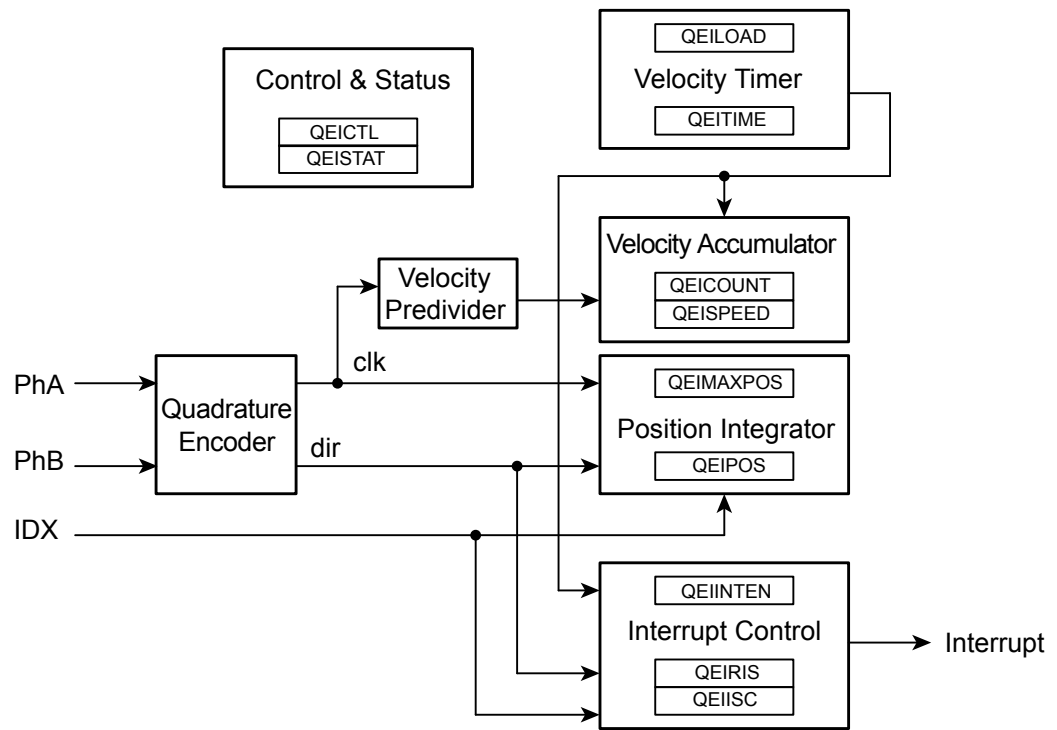 QEILOAD
Velocity Timer
QEITIME
Control & Status
QEICTL
QEISTAT
Velocity Accumulator
QEICOUNT
QEISPEED
Velocity
Predivider
clk
PhA
Quadrature
Encoder
QEIMAXPOS
Position Integrator
QEIPOS
dir
PhB
IDX
QEIINTEN
Interrupt Control
QEIRIS
QEIISC
Interrupt